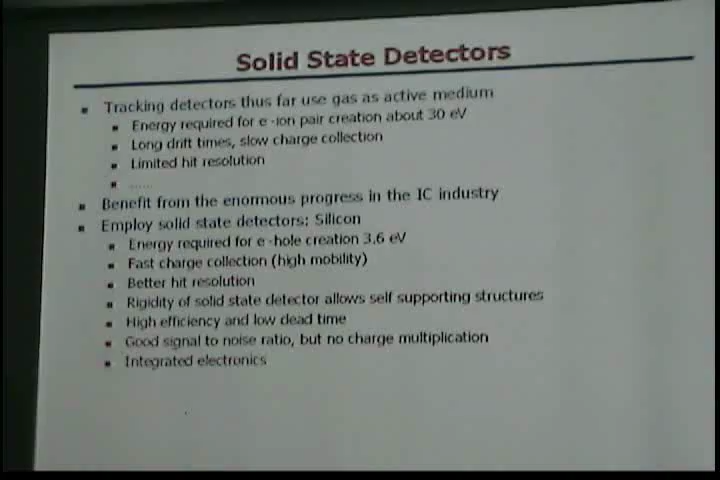 Solid State Detectors
Tracking detectors thus far use gas as active medium
Energy required for e⁻-ion pair creation about 30 eV
Long drift times, slow charge collection
Limited hit resolution
......
Benefit from the enormous progress in the IC industry
Employ solid state detectors: Silicon
Energy required for e⁻-hole creation 3.6 eV
Fast charge collection (high mobility)
Better hit resolution
Rigidity of solid state detector allows self supporting structures
High efficiency and low dead time
Good signal to noise ratio, but no charge multiplication
Integrated electronics